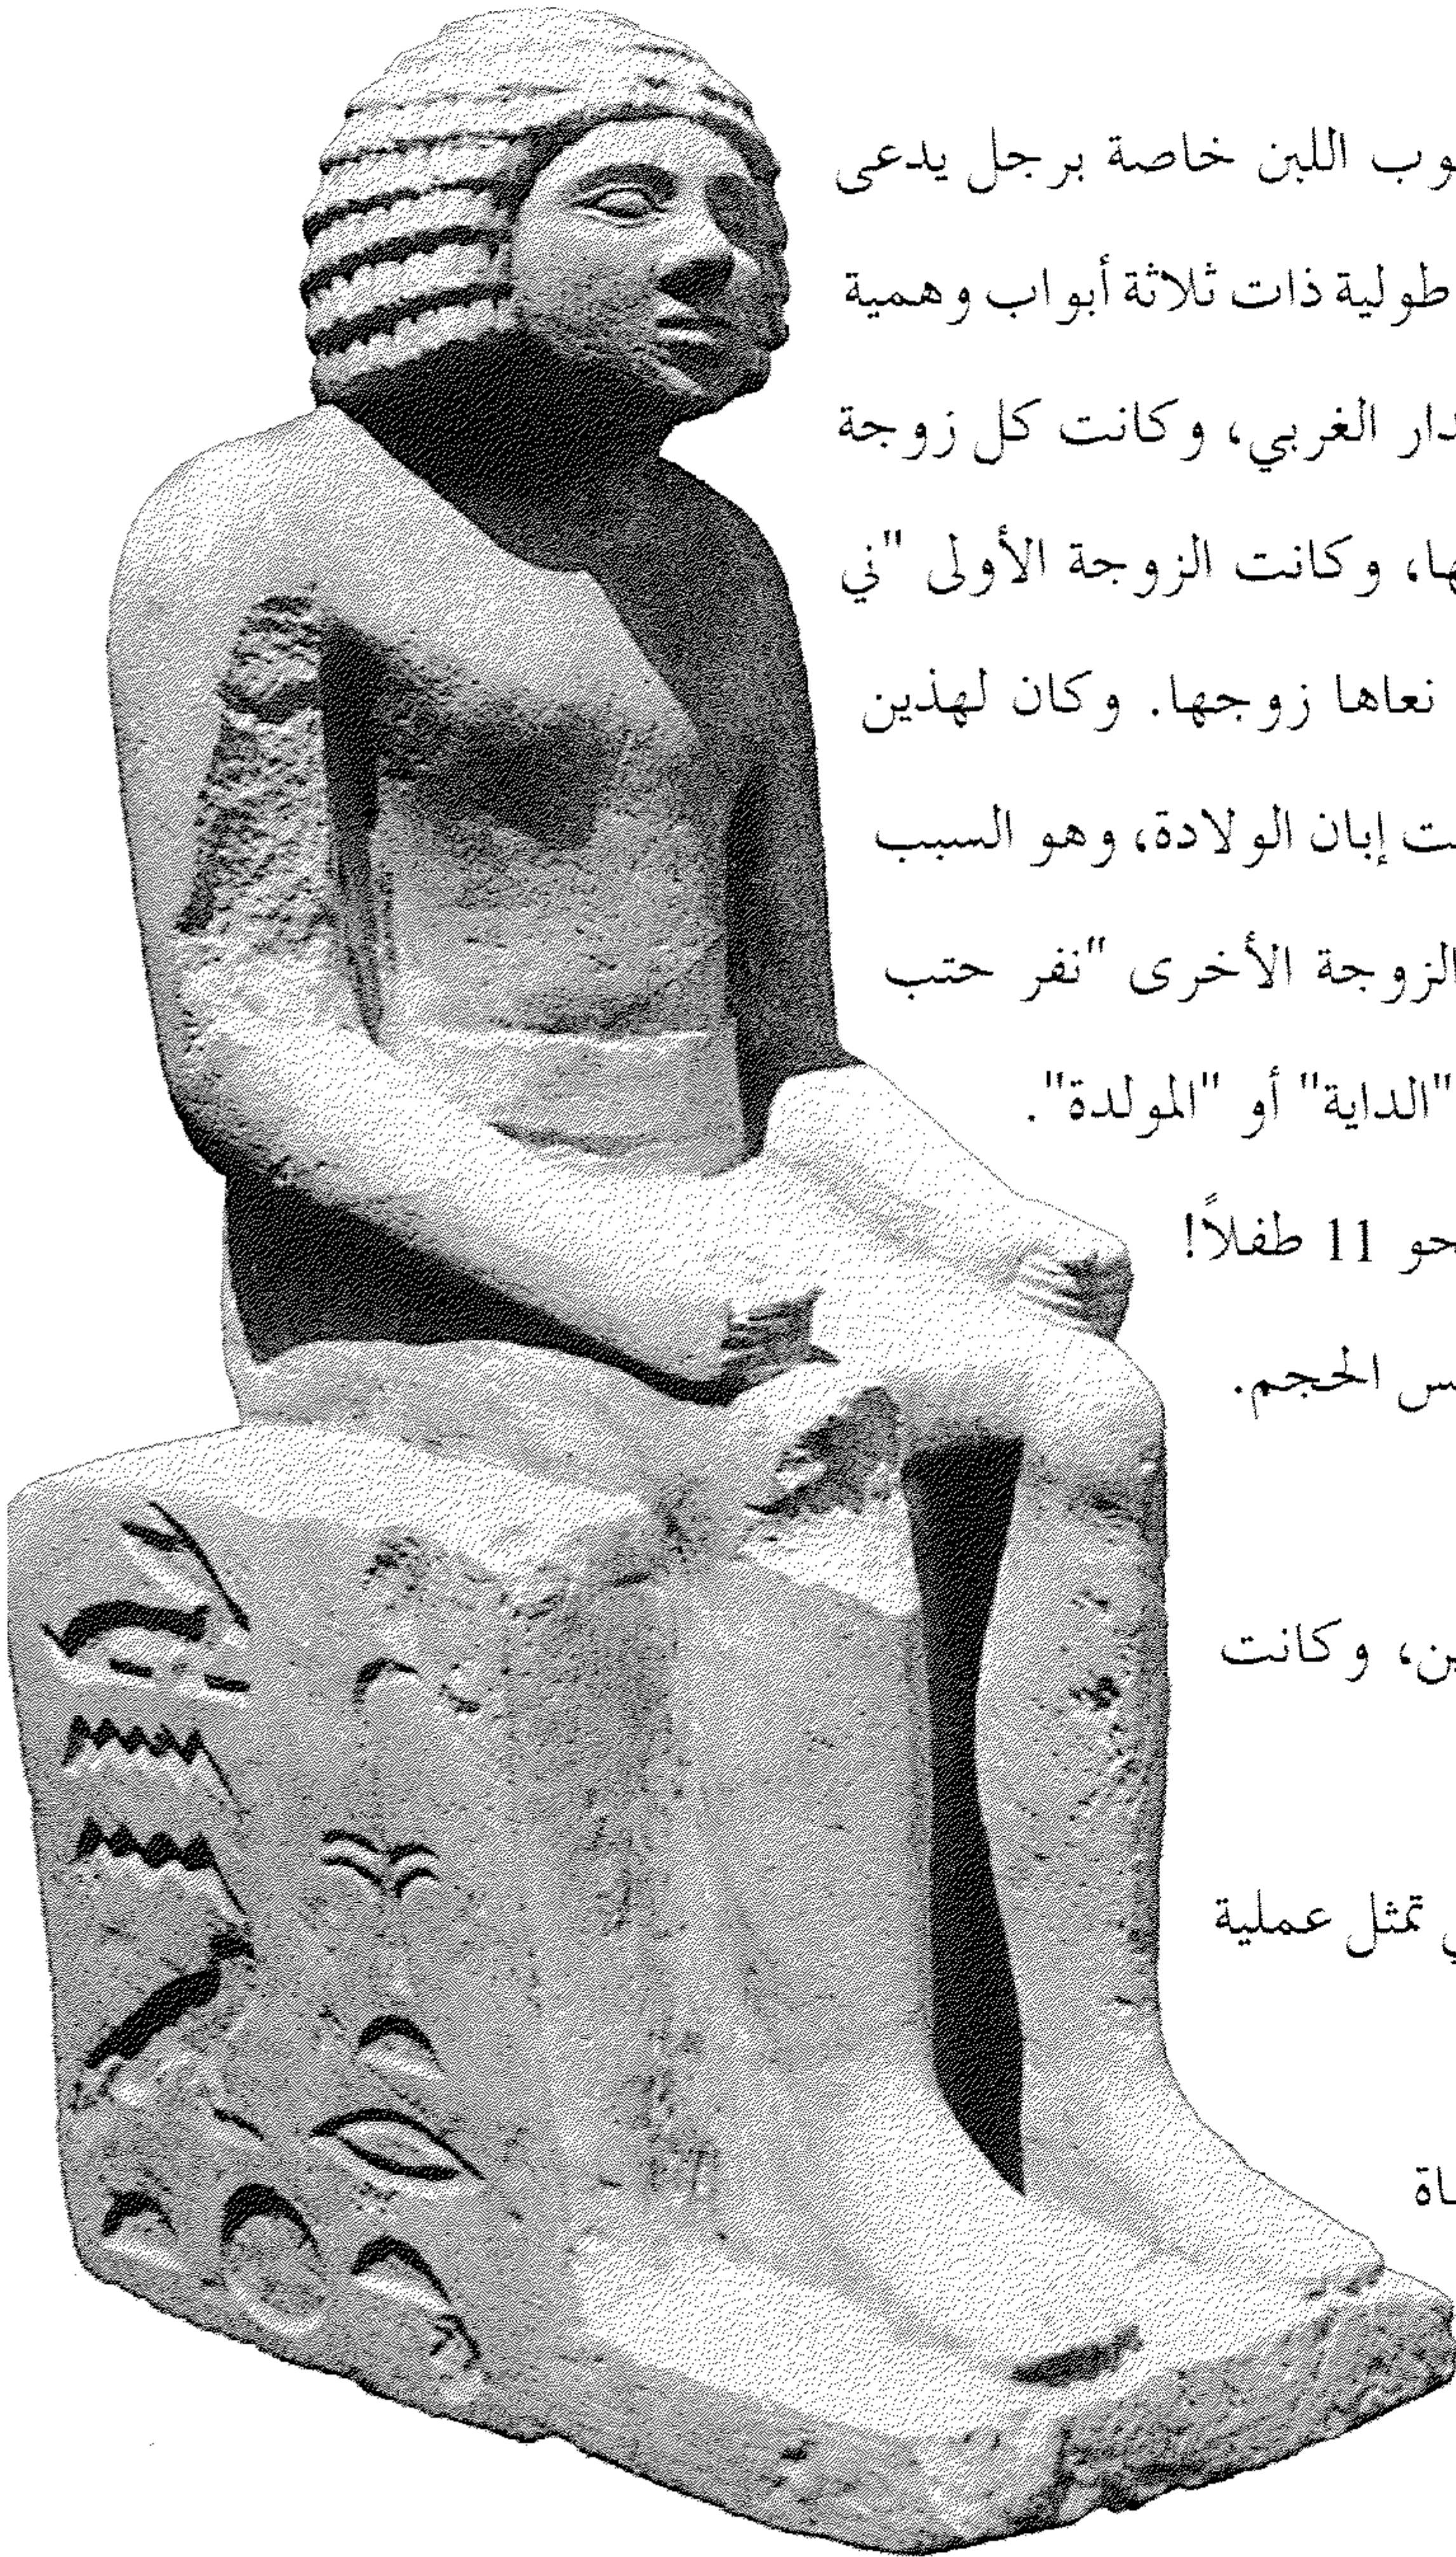 وب اللبن خاصة برجل يدعى
طولية ذات ثلاثة أبواب وهمية
دار الغربي، وكانت كل زوجة
ها، وكانت الزوجة الأولى "ني
نعاها زوجها. وكان لهذين
ت إبان الولادة، وهو السبب
الزوجة الأخرى "نفر حتب
"الداية" أو "المولدة".
حو 11 طفلاً!
س الحجم.
ين، وكانت
تمثل عملية
اة